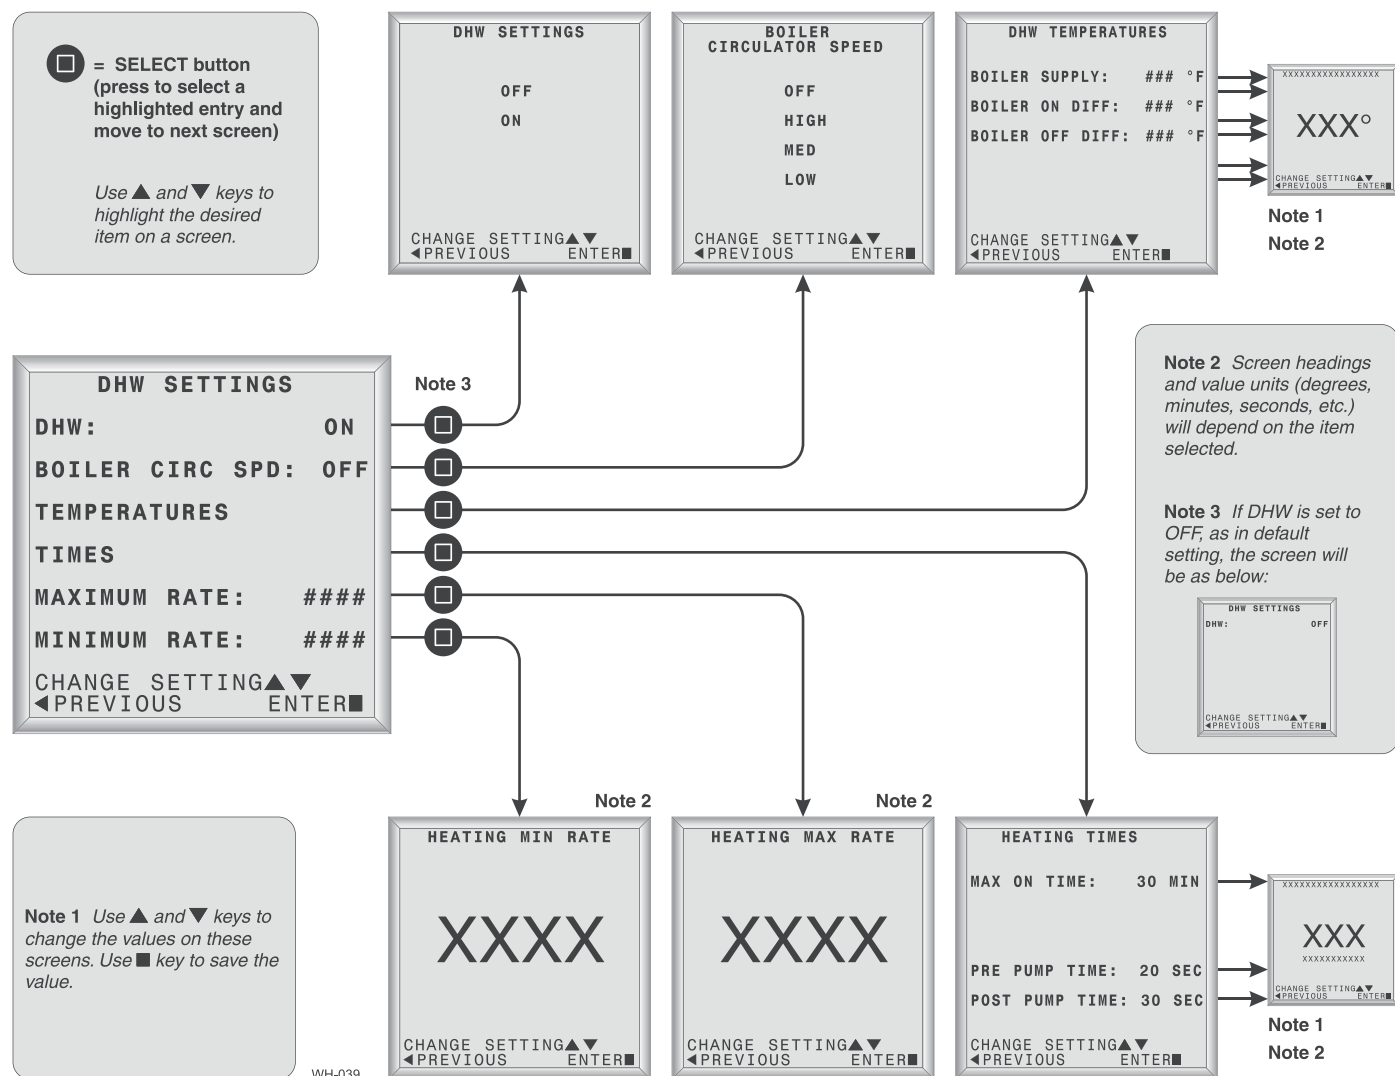 = SELECT button
(press to select a
highlighted entry and
move to next screen)
Use ▲ and ▼ keys to
highlight the desired
item on a screen.
DHW SETTINGS
OFF
ON
CHANGE SETTING▲▼
◀PREVIOUS ENTER■
BOILER
CIRCULATOR SPEED
OFF
HIGH
MED
LOW
CHANGE SETTING▲▼
◀PREVIOUS ENTER■
DHW TEMPERATURES
BOILER SUPPLY: ### °F
BOILER ON DIFF: ### °F
BOILER OFF DIFF: ### °F
CHANGE SETTING▲▼
◀PREVIOUS ENTER■
XXXXXXXXXXXXXXXXX
XXX°
CHANGE SETTING▲▼
◀PREVIOUS ENTER■
Note 1
Note 2
DHW SETTINGS
DHW: ON
BOILER CIRC SPD: OFF
TEMPERATURES
TIMES
MAXIMUM RATE: ####
MINIMUM RATE: ####
CHANGE SETTING▲▼
◀PREVIOUS ENTER■
Note 3
Note 2 Screen headings
and value units (degrees,
minutes, seconds, etc.)
will depend on the item
selected.
Note 3 If DHW is set to
OFF, as in default
setting, the screen will
be as below:
DHW SETTINGS
DHW: OFF
CHANGE SETTING▲▼
◀PREVIOUS ENTER■
Note 1 Use ▲ and ▼ keys to
change the values on these
screens. Use ■ key to save the
value.
WH-039
Note 2
HEATING MIN RATE
XXXX
CHANGE SETTING▲▼
◀PREVIOUS ENTER■
Note 2
HEATING MAX RATE
XXXX
CHANGE SETTING▲▼
◀PREVIOUS ENTER■
HEATING TIMES
MAX ON TIME: 30 MIN
PRE PUMP TIME: 20 SEC
POST PUMP TIME: 30 SEC
CHANGE SETTING▲▼
◀PREVIOUS ENTER■
XXXXXXXXXXXXXXXXX
XXX
XXXXXXXXXXX
CHANGE SETTING▲▼
◀PREVIOUS ENTER■
Note 1
Note 2